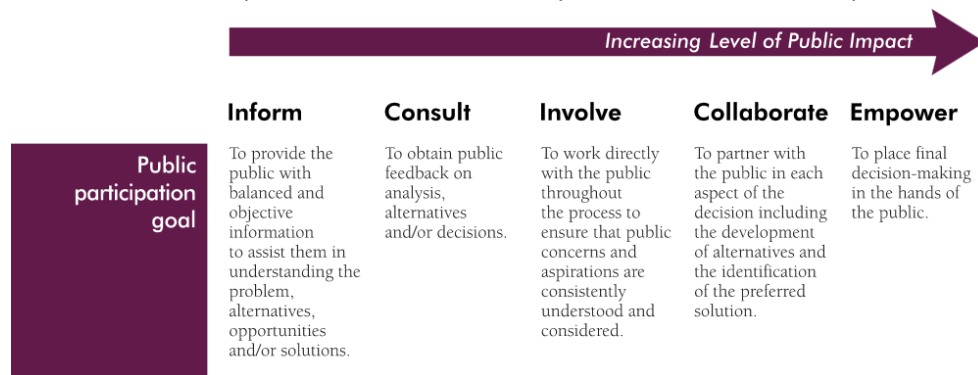 Increasing Level of Public Impact
Inform
Consult
Involve
Collaborate
Empower
Public
participation
goal
To provide the
public with
balanced and
objective
information
to assist them in
understanding the
problem,
alternatives,
opportunities
and/or solutions.
To obtain public
feedback on
analysis,
alternatives
and/or decisions.
To work directly
with the public
throughout
the process to
ensure that public
concerns and
aspirations are
consistently
understood and
considered.
To partner with
the public in each
aspect of the
decision including
the development
of alternatives and
the identification
of the preferred
solution.
To place final
decision-making
in the hands of
the public.